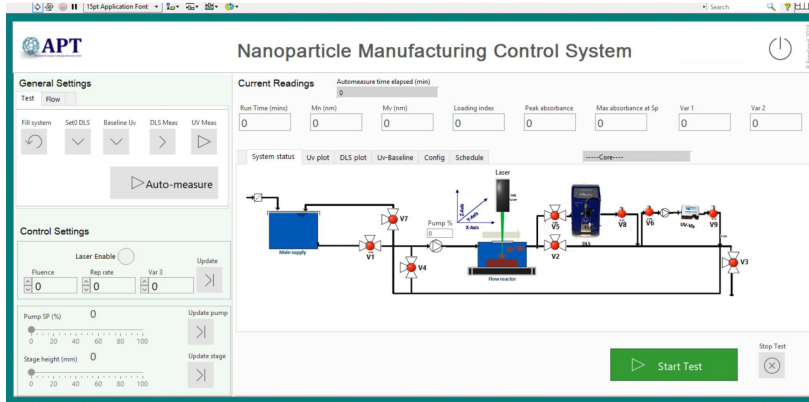 15pt Application Font
Search
APT
Nanoparticle Manufacturing Control System
General Settings
Test Flow
Fill system Set0 DLS Baseline Uv DLS Meas UV Meas
Auto-measure
Control Settings
Laser Enable
Update
Fluence Rep rate Var 3
0 0 0
Pump SP (%) 0 Update pump
0 20 40 60 80 100
Stage height (mm) 0 Update stage
0 20 40 60 80 100
Current Readings
Automeasure time elapsed (min)
0
Run Time (mins) Mn (nm) Mv (nm) Loading index Peak absorbance Max absorbance at Sp Var 1 Var 2
0 0 0 0 0 0 0 0
System status Uv plot DLS plot Uv-Baseline Config Schedule
-----Core----
Laser
Z-Axis
Y-Axis
X-Axis
Pump %
0
Main supply
V7
V1
V4
Flow reactor
V5
V2
DLS
V8
V6
UV-Vis
V9
V3
Start Test
Stop Test